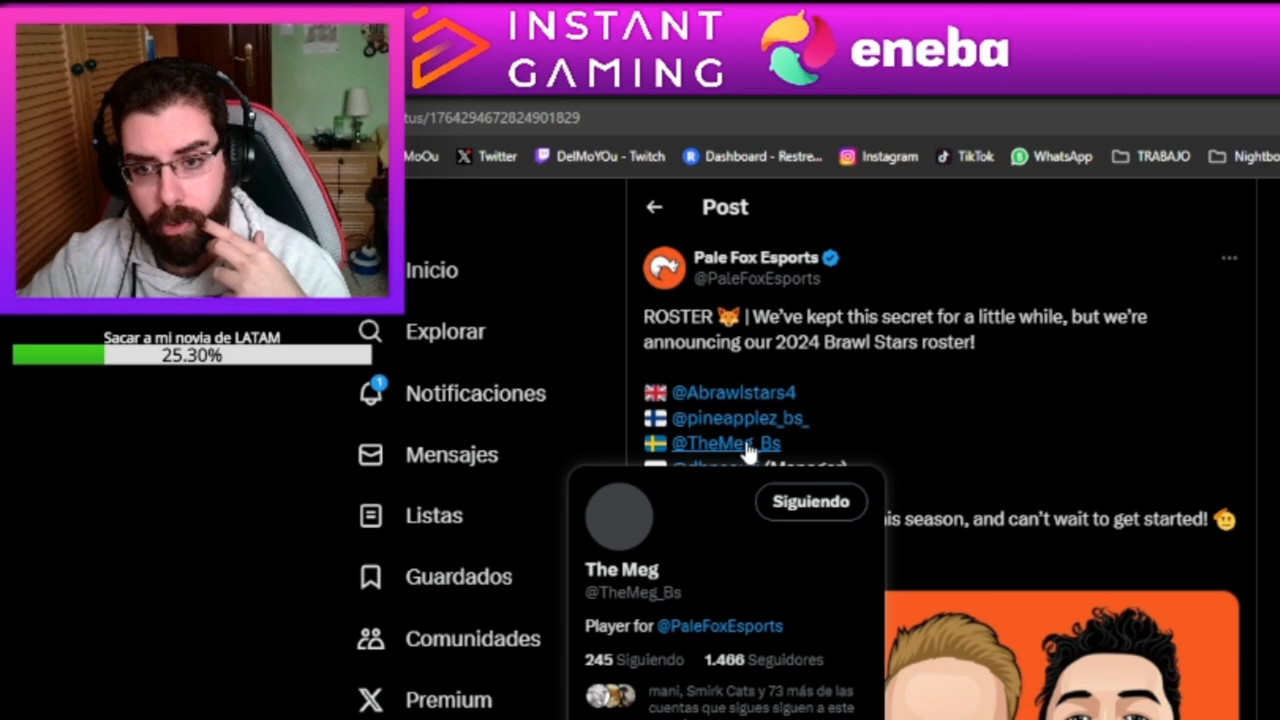 INSTANT
GAMING
eneba
tus/1764294672824901829
MoOu
Twitter
DelMoYOu - Twitch
Dashboard - Restre...
Instagram
TikTok
WhatsApp
TRABAJO
Nightbo
Sacar a mi novia de LATAM
25.30%
Inicio
Explorar
1
Notificaciones
Mensajes
Listas
Guardados
Comunidades
Premium
Post
Pale Fox Esports
@PaleFoxEsports
ROSTER 🦊 | We've kept this secret for a little while, but we're
announcing our 2024 Brawl Stars roster!
@Abrawlstars4
@pineapplez_bs_
@TheMeg_Bs
(Manager)
is season, and can't wait to get started! 🫡
Siguiendo
The Meg
@TheMeg_Bs
Player for @PaleFoxEsports
245 Siguiendo 1.466 Seguidores
mani, Smirk Cats y 73 más de las
cuentas que sigues siguen a este